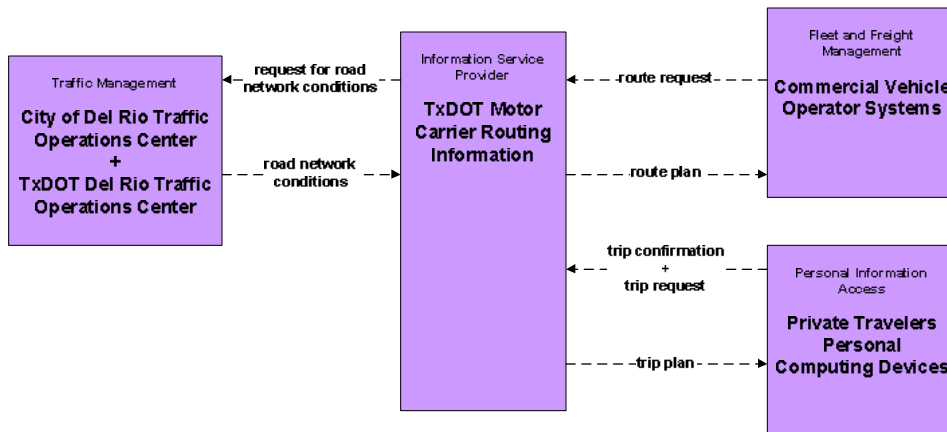 Traffic Management
City of Del Rio Traffic
Operations Center
+
TxDOT Del Rio Traffic
Operations Center
request for road
network conditions
road network
conditions
Information Service
Provider
TxDOT Motor
Carrier Routing
Information
route request
route plan
trip confirmation
+
trip request
trip plan
Fleet and Freight
Management
Commercial Vehicle
Operator Systems
Personal Information
Access
Private Travelers
Personal
Computing Devices